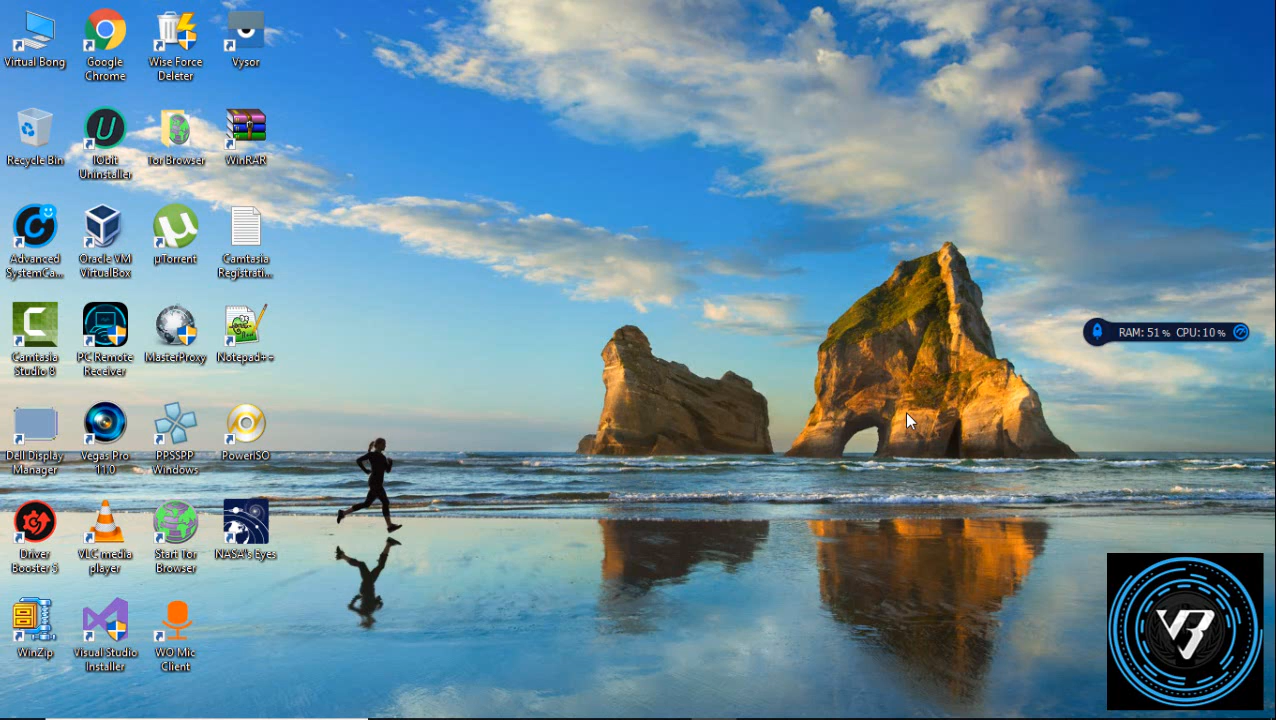 Virtual Bong
Google
Chrome
Wise Force
Deleter
Vysor
Recycle Bin
IObit
Uninstaller
Tor Browser
WinRAR
Advanced
SystemCa...
Oracle VM
VirtualBox
µTorrent
Camtasia
Registrati...
Camtasia
Studio 8
PC Remote
Receiver
MasterProxy
Notepad++
RAM: 51 % CPU: 10 %
Dell Display
Manager
Vegas Pro
11.0
PPSSPP
Windows
PowerISO
Driver
Booster 5
VLC media
player
Start Tor
Browser
NASA's Eyes
WinZip
Visual Studio
Installer
WO Mic
Client
VB